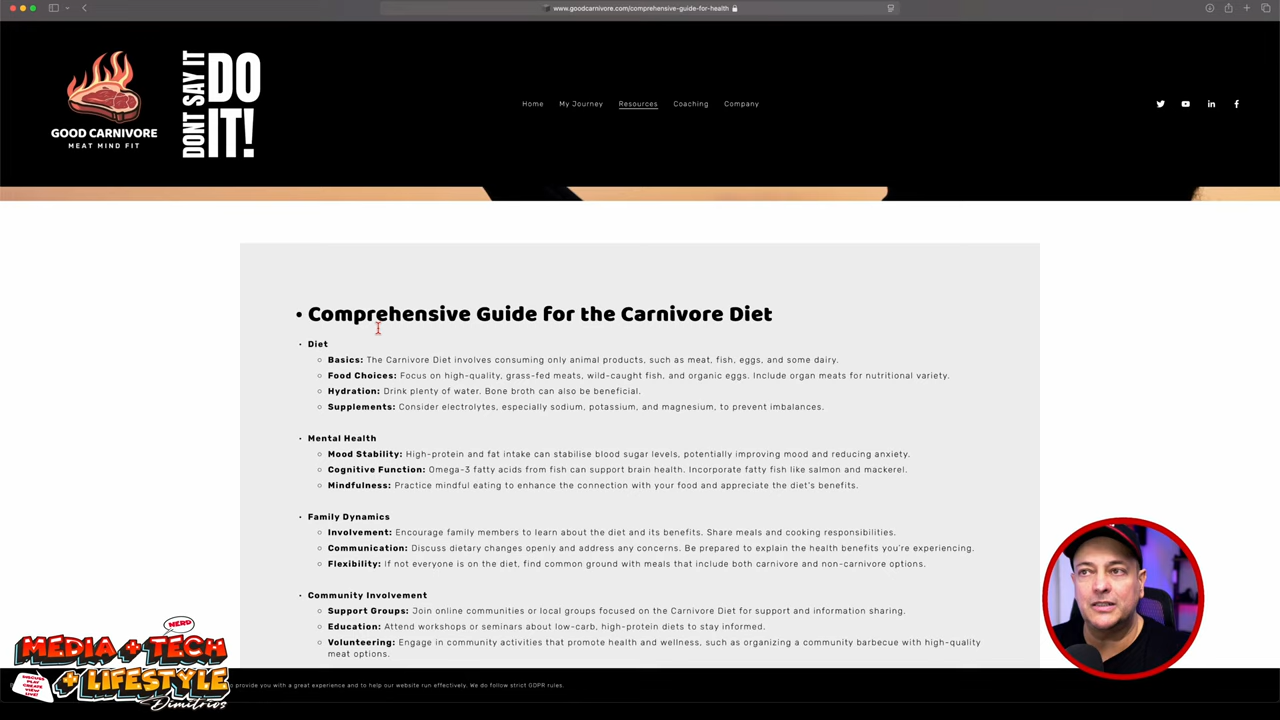 www.goodcarnivore.com/comprehensive-guide-for-health
GOOD CARNIVORE
MEAT MIND FIT
DONT SAY IT
DO
IT!
Home My Journey Resources Coaching Company
• Comprehensive Guide for the Carnivore Diet
Diet
Basics: The Carnivore Diet involves consuming only animal products, such as meat, fish, eggs, and some dairy.
Food Choices: Focus on high-quality, grass-fed meats, wild-caught fish, and organic eggs. Include organ meats for nutritional variety.
Hydration: Drink plenty of water. Bone broth can also be beneficial.
Supplements: Consider electrolytes, especially sodium, potassium, and magnesium, to prevent imbalances.
Mental Health
Mood Stability: High-protein and fat intake can stabilise blood sugar levels, potentially improving mood and reducing anxiety.
Cognitive Function: Omega-3 fatty acids from fish can support brain health. Incorporate fatty fish like salmon and mackerel.
Mindfulness: Practice mindful eating to enhance the connection with your food and appreciate the diet's benefits.
Family Dynamics
Involvement: Encourage family members to learn about the diet and its benefits. Share meals and cooking responsibilities.
Communication: Discuss dietary changes openly and address any concerns. Be prepared to explain the health benefits you're experiencing.
Flexibility: If not everyone is on the diet, find common ground with meals that include both carnivore and non-carnivore options.
Community Involvement
Support Groups: Join online communities or local groups focused on the Carnivore Diet for support and information sharing.
Education: Attend workshops or seminars about low-carb, high-protein diets to stay informed.
Volunteering: Engage in community activities that promote health and wellness, such as organizing a community barbecue with high-quality
meat options.
to provide you with a great experience and to help our website run effectively. We do follow strict GDPR rules.
NERD
MEDIA + TECH
+ LIFESTYLE
DISCUSS
PLAY
CREATE
VIEW
LIVE!
Dimitrios